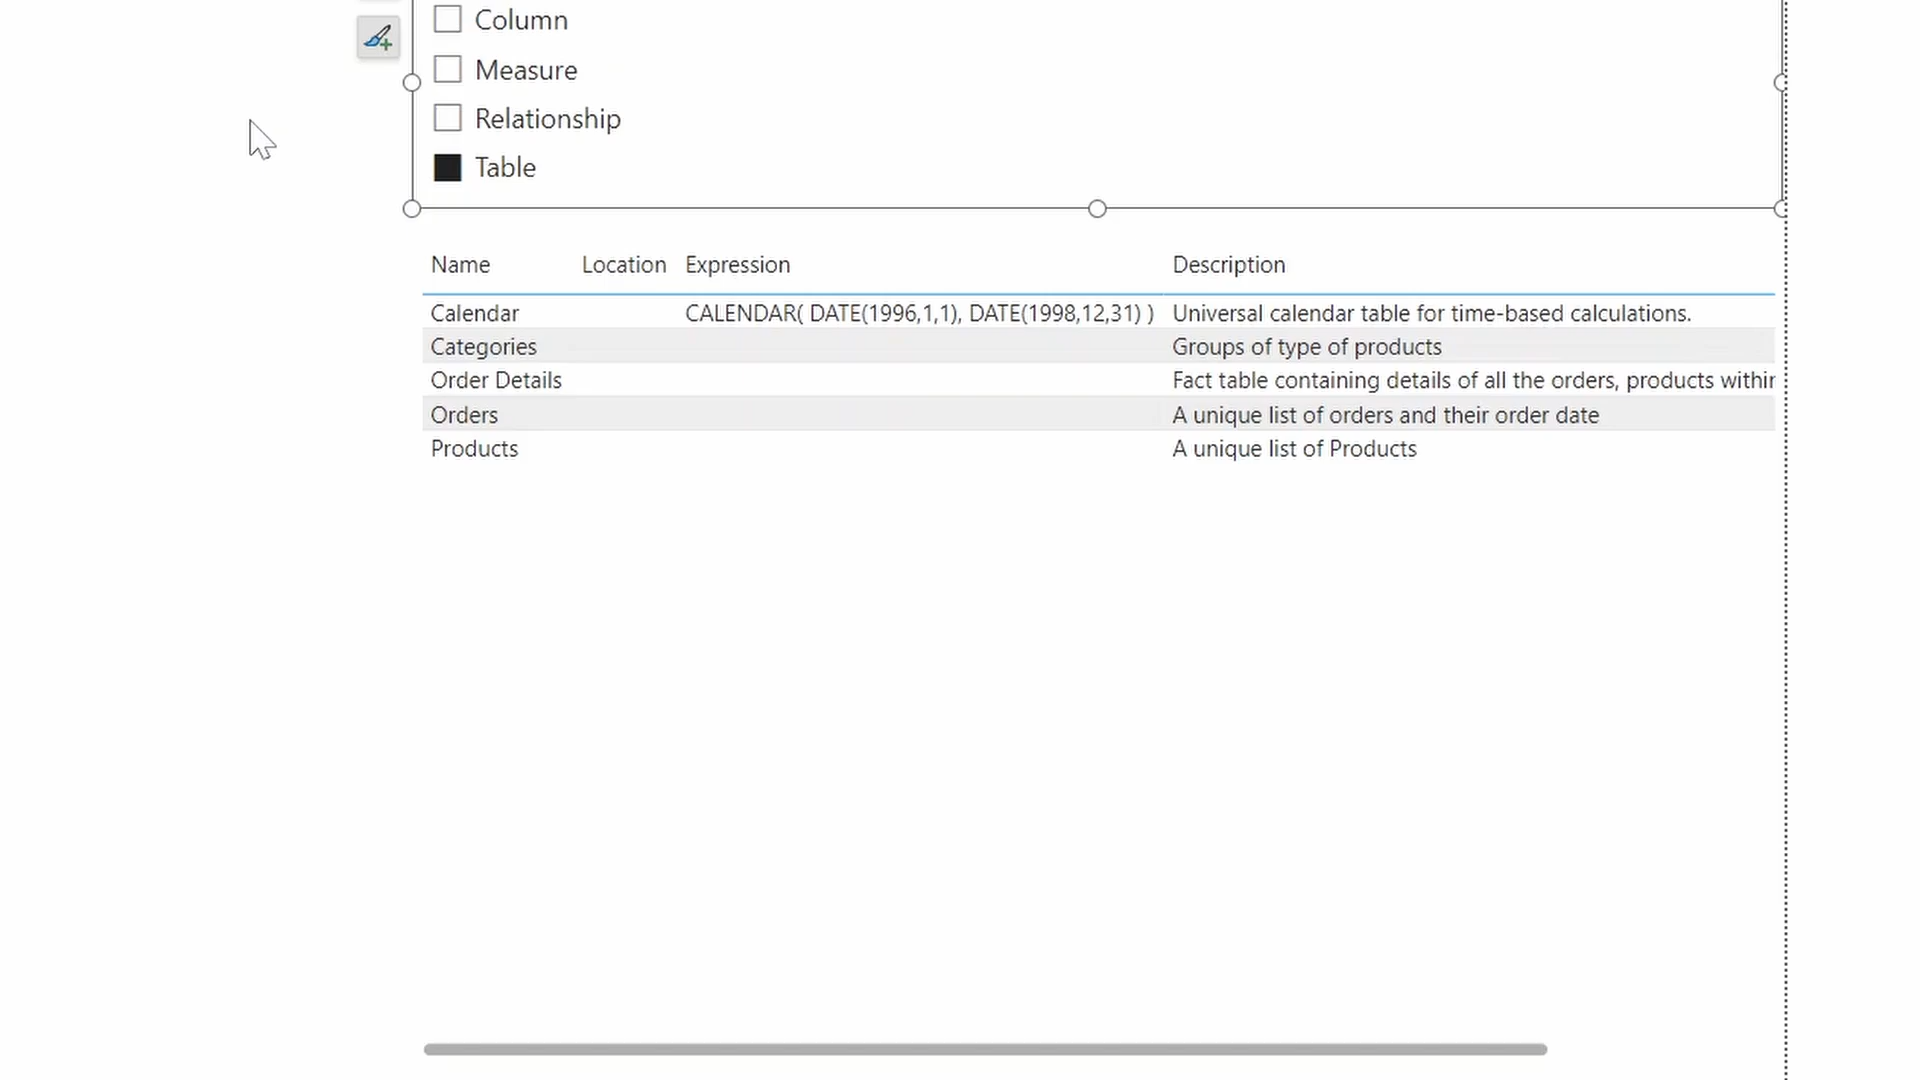 Column
Measure
Relationship
Table
Name Location Expression Description
Calendar CALENDAR( DATE(1996,1,1), DATE(1998,12,31) ) Universal calendar table for time-based calculations.
Categories Groups of type of products
Order Details Fact table containing details of all the orders, products
Orders A unique list of orders and their order date
Products A unique list of Products